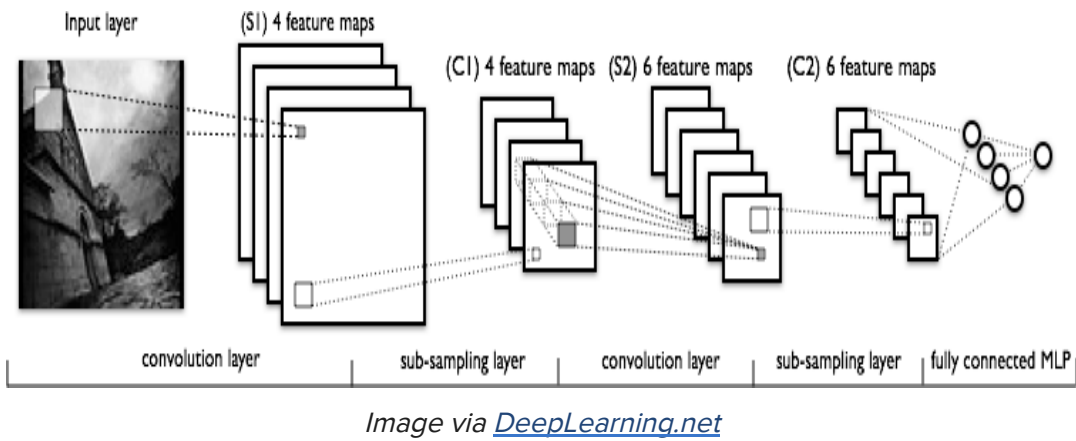 Input layer
(S1) 4 feature maps
(C1) 4 feature maps
(S2) 6 feature maps
(C2) 6 feature maps
convolution layer
sub-sampling layer
convolution layer
sub-sampling layer
fully connected MLP
Image via DeepLearning.net